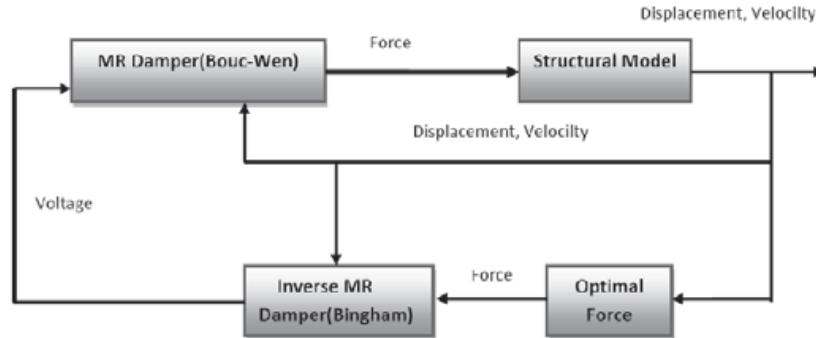 Displacement, Velocilty
MR Damper(Bouc-Wen)
Force
Structural Model
Displacement, Velocilty
Voltage
Inverse MR
Damper(Bingham)
Force
Optimal
Force